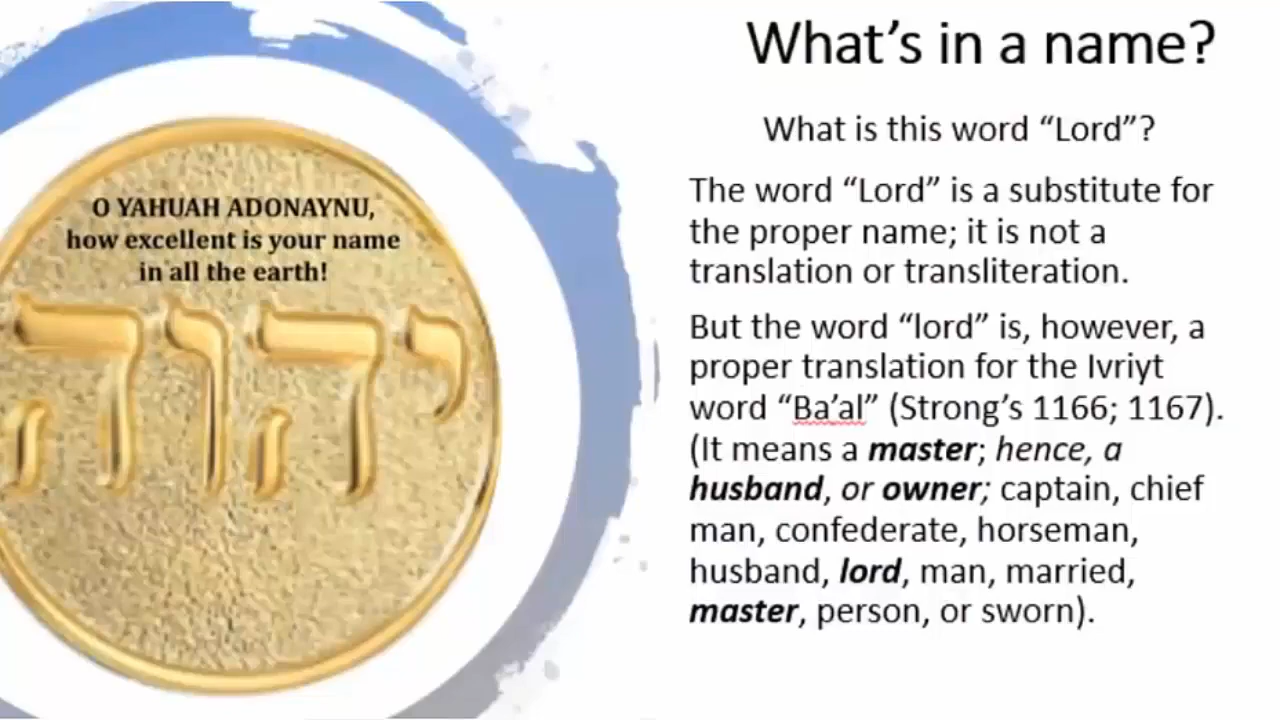 What's in a name?
What is this word “Lord”?
The word “Lord” is a substitute for
the proper name; it is not a
translation or transliteration.
But the word “lord” is, however, a
proper translation for the Ivriyt
word “Ba’al” (Strong’s 1166; 1167).
(It means a master; hence, a
husband, or owner; captain, chief
man, confederate, horseman,
husband, lord, man, married,
master, person, or sworn).
O YAHUAH ADONAYNU,
how excellent is your name
in all the earth!
יהוה